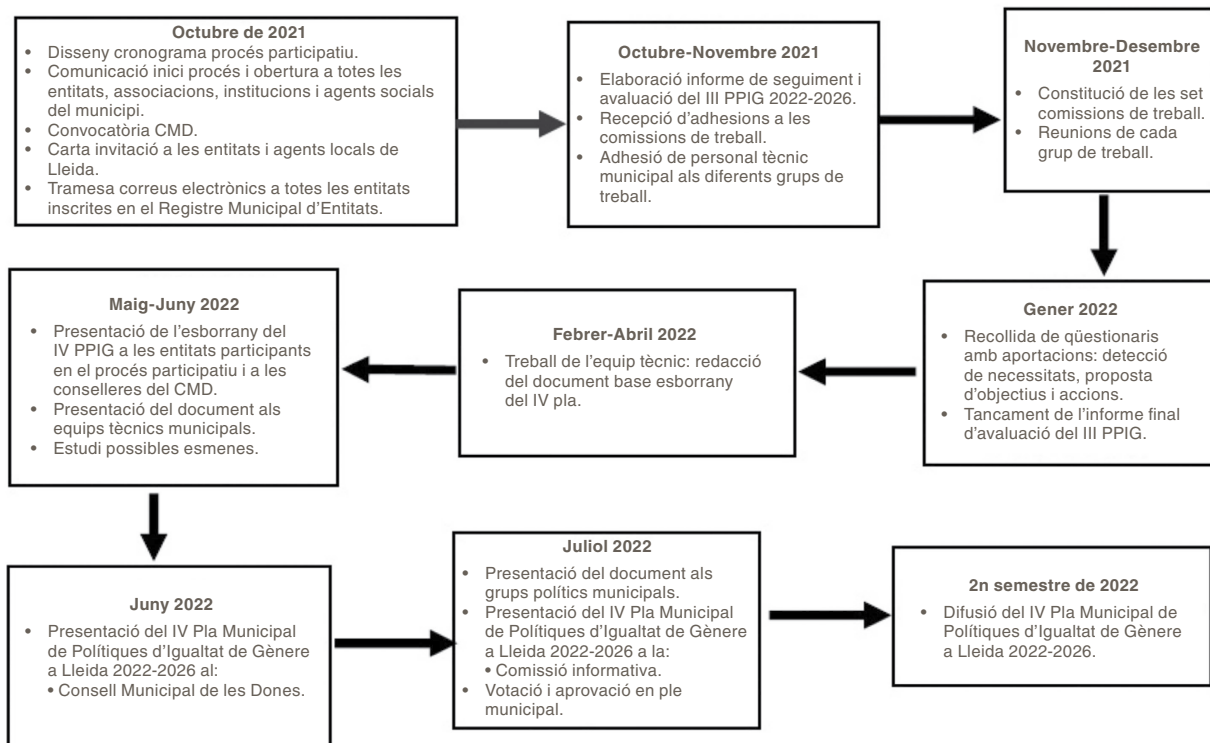 Octubre de 2021
• Disseny cronograma procés participatiu.
• Comunicació inici procés i obertura a totes les
entitats, associacions, institucions i agents socials
del municipi.
• Convocatòria CMD.
• Carta invitació a les entitats i agents locals de
Lleida.
• Tramesa correus electrònics a totes les entitats
inscrites en el Registre Municipal d'Entitats.
Octubre-Novembre 2021
• Elaboració informe de seguiment i
avaluació del III PPIG 2022-2026.
• Recepció d'adhesions a les
comissions de treball.
• Adhesió de personal tècnic
municipal als diferents grups de
treball.
Novembre-Desembre
2021
• Constitució de les set
comissions de treball.
• Reunions de cada
grup de treball.
Gener 2022
• Recollida de qüestionaris
amb aportacions: detecció
de necessitats, proposta
d'objectius i accions.
• Tancament de l'informe final
d'avaluació del III PPIG.
Febrer-Abril 2022
• Treball de l'equip tècnic: redacció
del document base esborrany
del IV pla.
Maig-Juny 2022
• Presentació de l'esborrany del
IV PPIG a les entitats participants
en el procés participatiu i a les
conselleres del CMD.
• Presentació del document als
equips tècnics municipals.
• Estudi possibles esmenes.
Juny 2022
• Presentació del IV Pla Municipal
de Polítiques d'Igualtat de Gènere
a Lleida 2022-2026 al:
• Consell Municipal de les Dones.
Juliol 2022
• Presentació del document als
grups polítics municipals.
• Presentació del IV Pla Municipal
de Polítiques d'Igualtat de Gènere
a Lleida 2022-2026 a la:
• Comissió informativa.
• Votació i aprovació en ple
municipal.
2n semestre de 2022
• Difusió del IV Pla Municipal de
Polítiques d'Igualtat de Gènere
a Lleida 2022-2026.